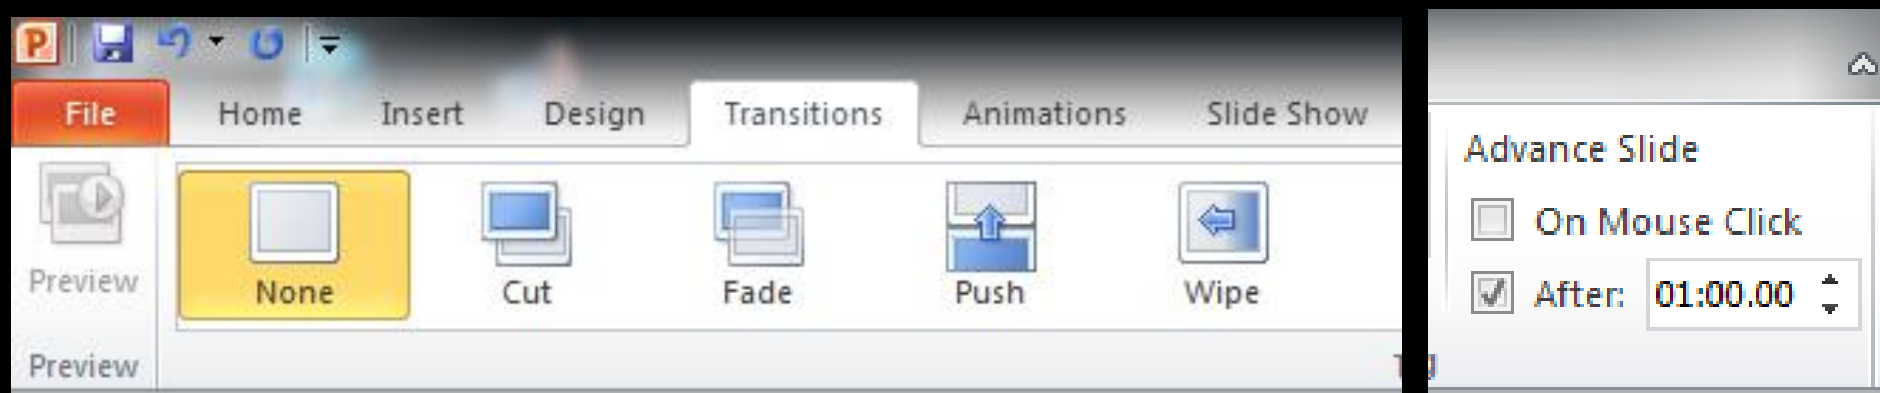 P
File Home Insert Design Transitions Animations Slide Show
Preview None Cut Fade Push Wipe
Preview
Advance Slide
On Mouse Click
After: 01:00.00